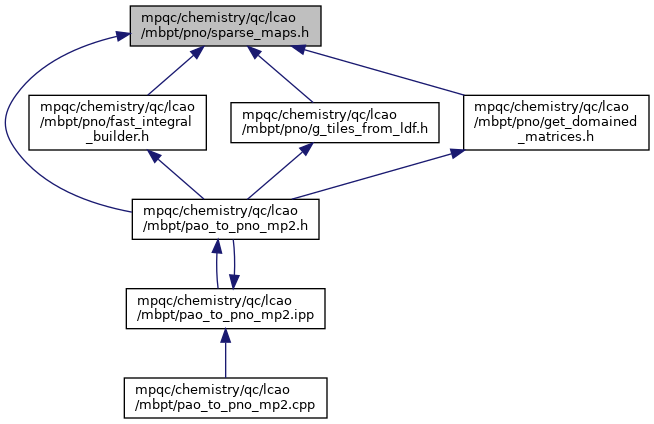 mpqc/chemistry/qc/lcao
/mbpt/pno/sparse_maps.h
mpqc/chemistry/qc/lcao
/mbpt/pno/fast_integral
_builder.h
mpqc/chemistry/qc/lcao
/mbpt/pno/g_tiles_from_ldf.h
mpqc/chemistry/qc/lcao
/mbpt/pno/get_domained
_matrices.h
mpqc/chemistry/qc/lcao
/mbpt/pao_to_pno_mp2.h
mpqc/chemistry/qc/lcao
/mbpt/pao_to_pno_mp2.ipp
mpqc/chemistry/qc/lcao
/mbpt/pao_to_pno_mp2.cpp